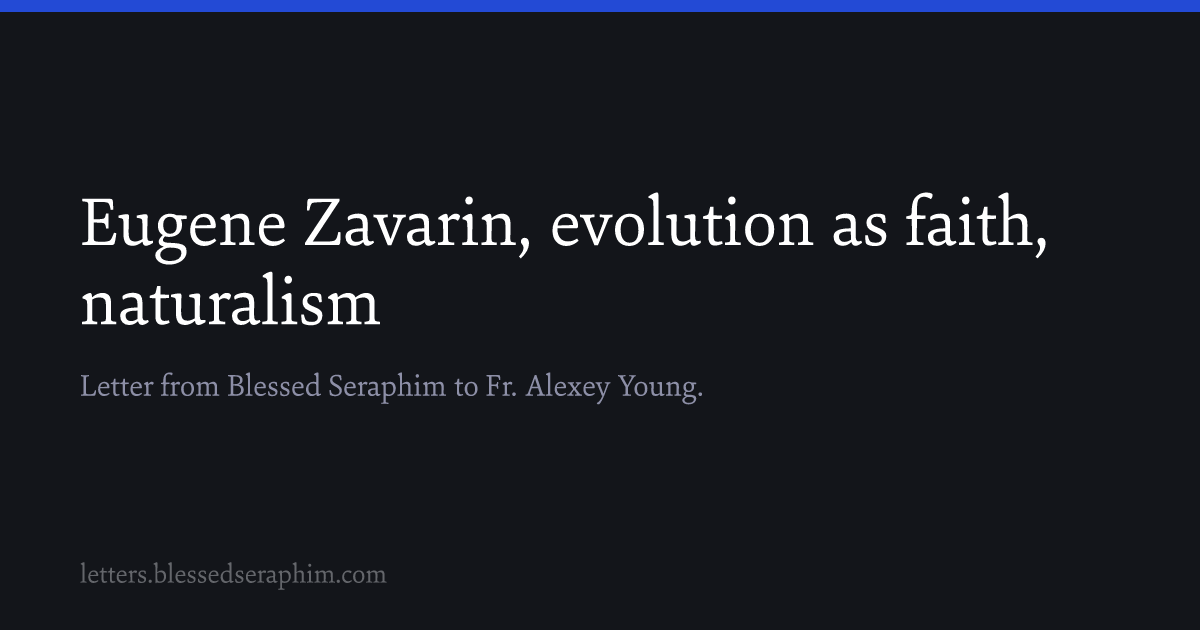 Eugene Zavarin, evolution as faith,
naturalism
Letter from Blessed Seraphim to Fr. Alexey Young.
letters.blessedseraphim.com